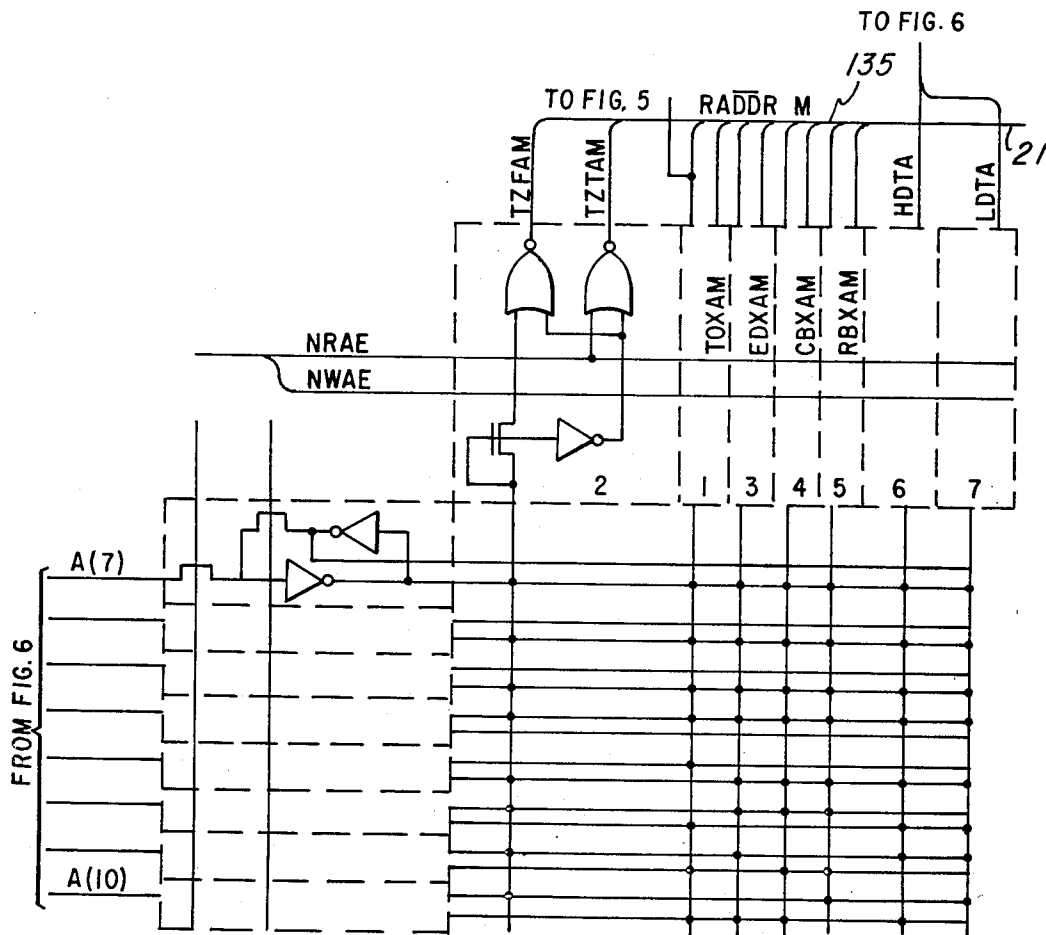 TO FIG. 6
135
TO FIG. 5
RADDR M
21
TZFAM
TZTAM
HDTA
LDTA
TOXAM
EDXAM
CBXAM
RBXAM
NRAE
NWAE
2
1
3
4
5
6
7
A(7)
FROM FIG. 6
A(10)